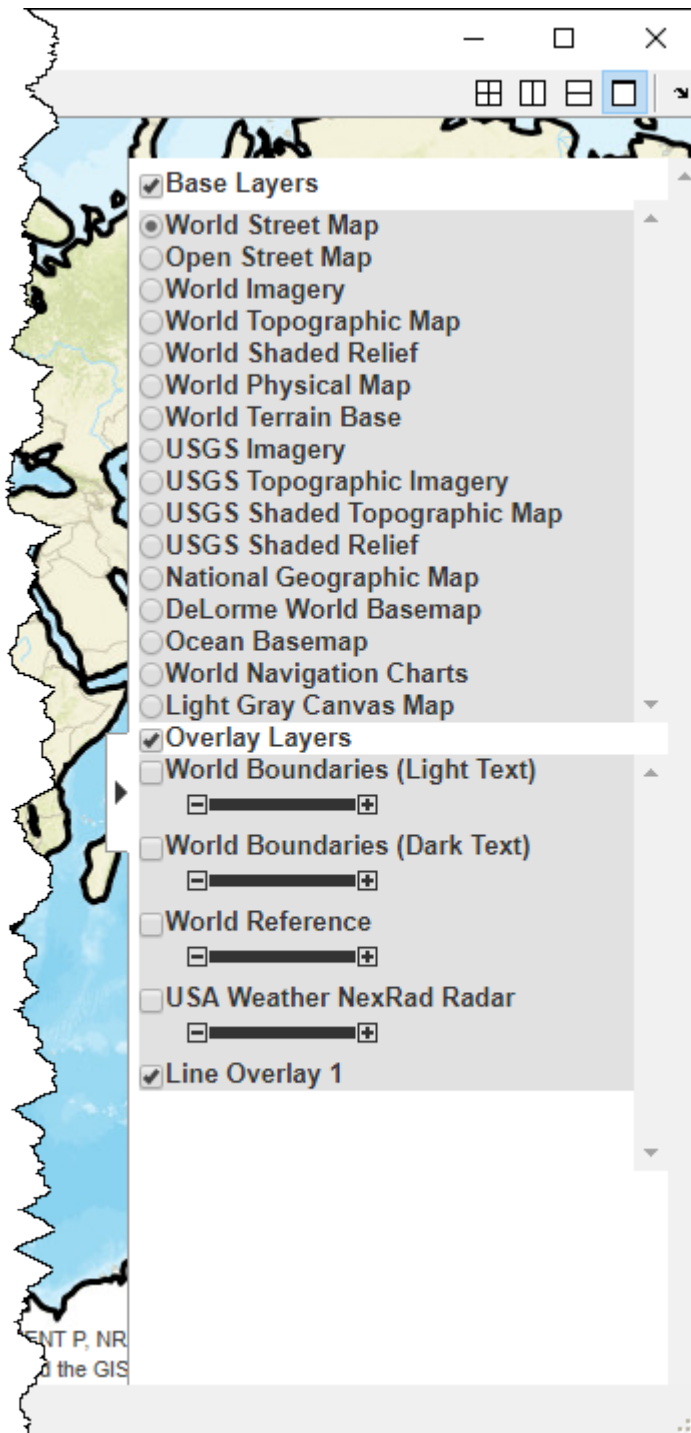 Base Layers
World Street Map
Open Street Map
World Imagery
World Topographic Map
World Shaded Relief
World Physical Map
World Terrain Base
USGS Imagery
USGS Topographic Imagery
USGS Shaded Topographic Map
USGS Shaded Relief
National Geographic Map
DeLorme World Basemap
Ocean Basemap
World Navigation Charts
Light Gray Canvas Map
Overlay Layers
World Boundaries (Light Text)
World Boundaries (Dark Text)
World Reference
USA Weather NexRad Radar
Line Overlay 1
P, NR
the GIS